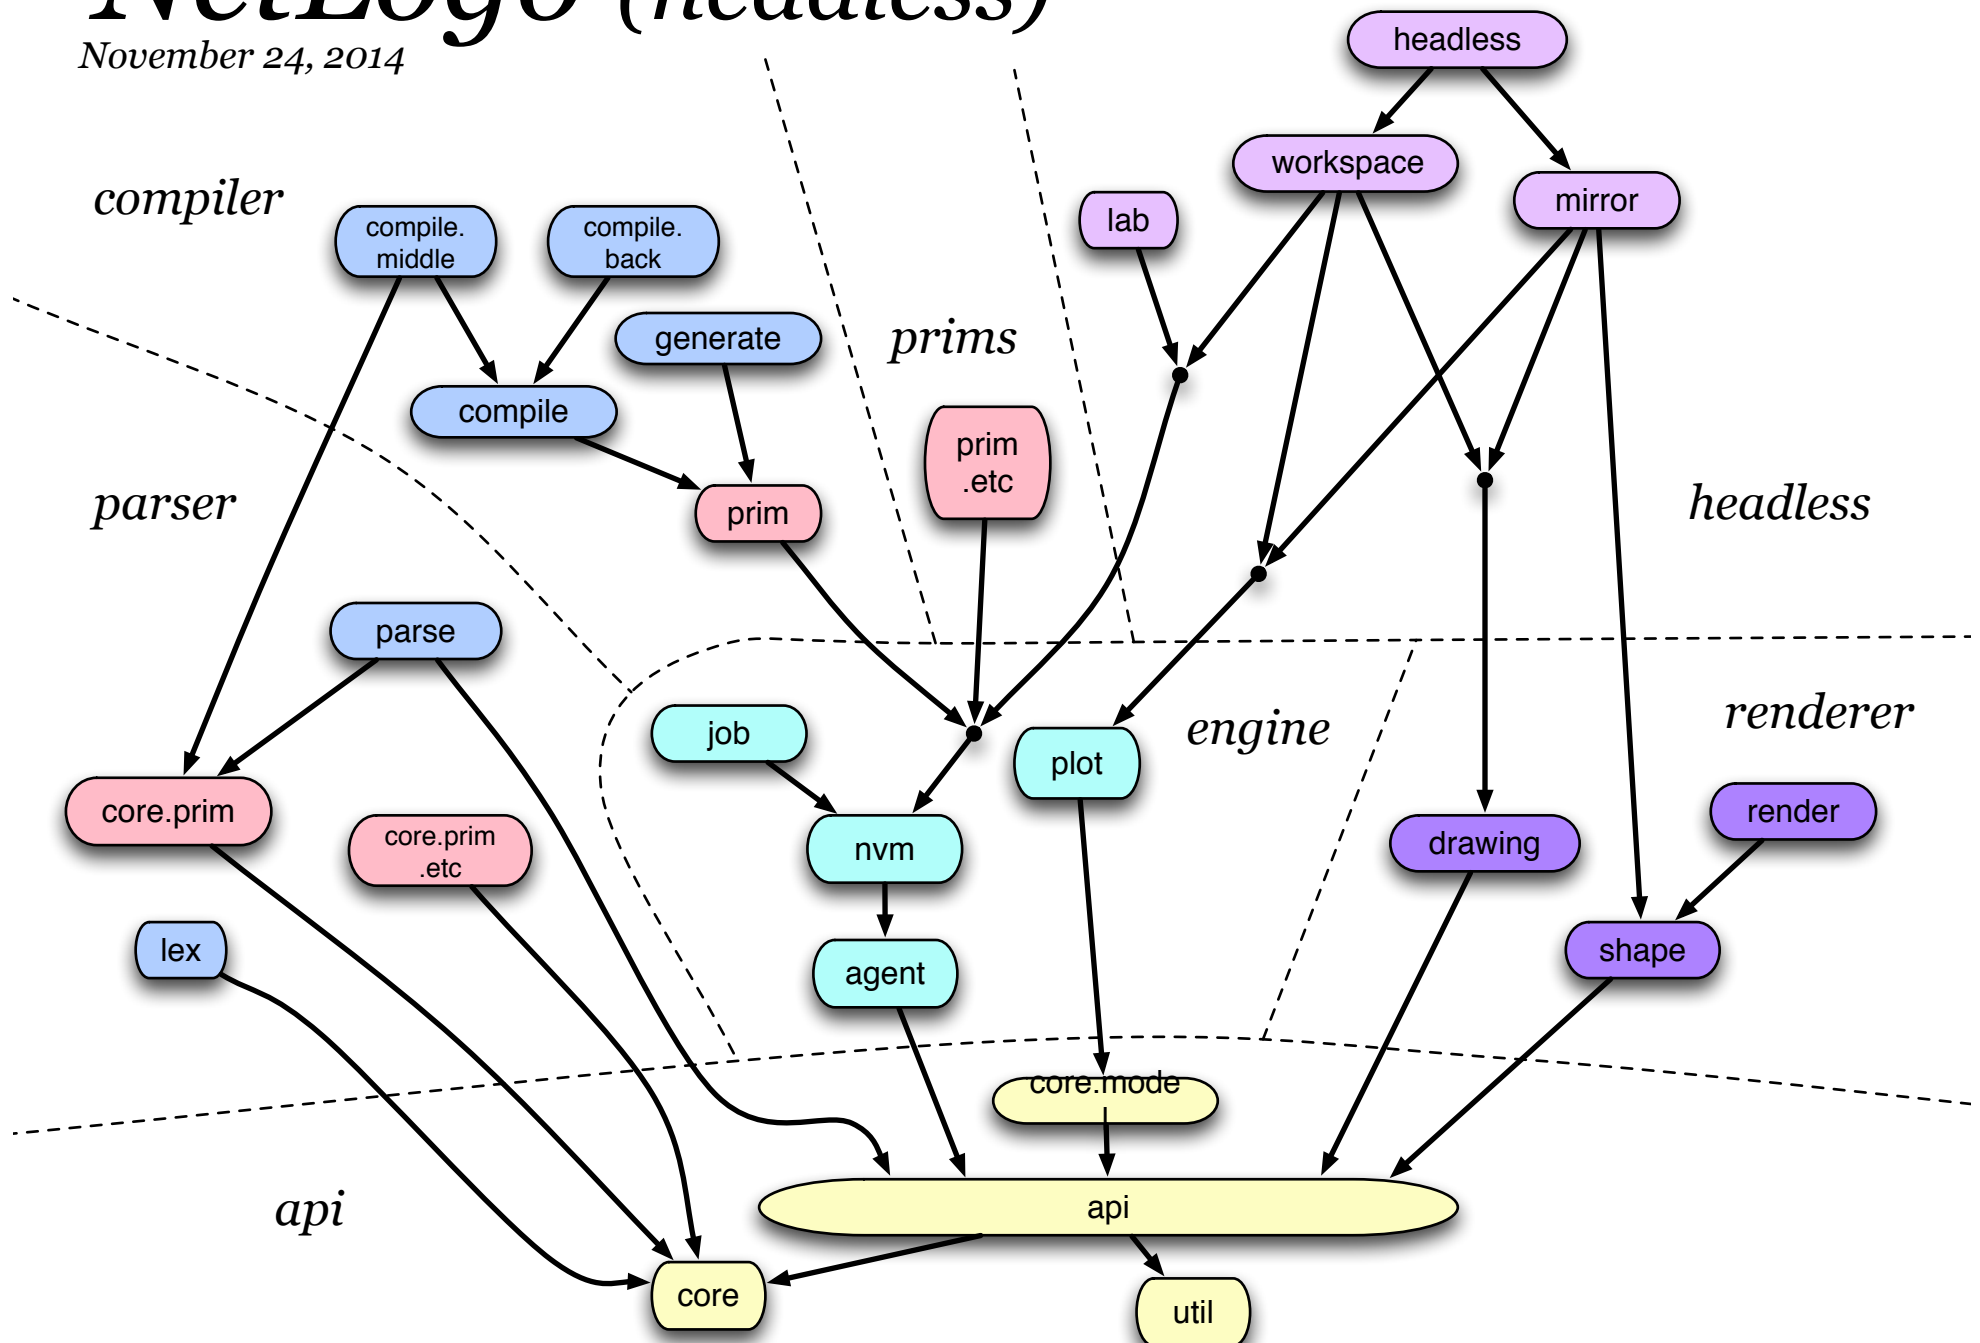 NetLogo (headless)
November 24, 2014
headless
workspace
mirror
lab
compiler
compile.
middle
compile.
back
generate
prims
compile
prim
.etc
parser
prim
headless
parse
job
plot
engine
renderer
core.prim
core.prim
.etc
nvm
drawing
render
lex
agent
shape
core.mode
l
api
api
core
util